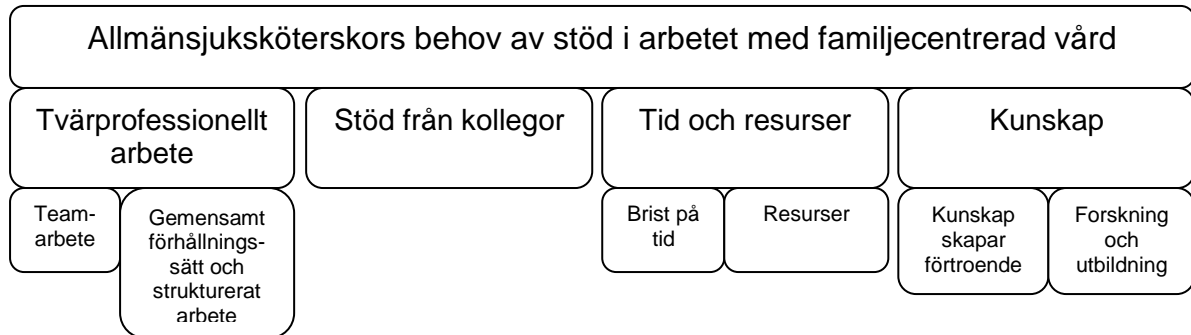 Allmänsjuksköterskors behov av stöd i arbetet med familjecentrerad vård
Tvärprofessionellt
arbete
Stöd från kollegor
Tid och resurser
Kunskap
Team-
arbete
Gemensamt
förhållnings-
sätt och
strukturerat
arbete
Brist på
tid
Resurser
Kunskap
skapar
förtroende
Forskning
och
utbildning